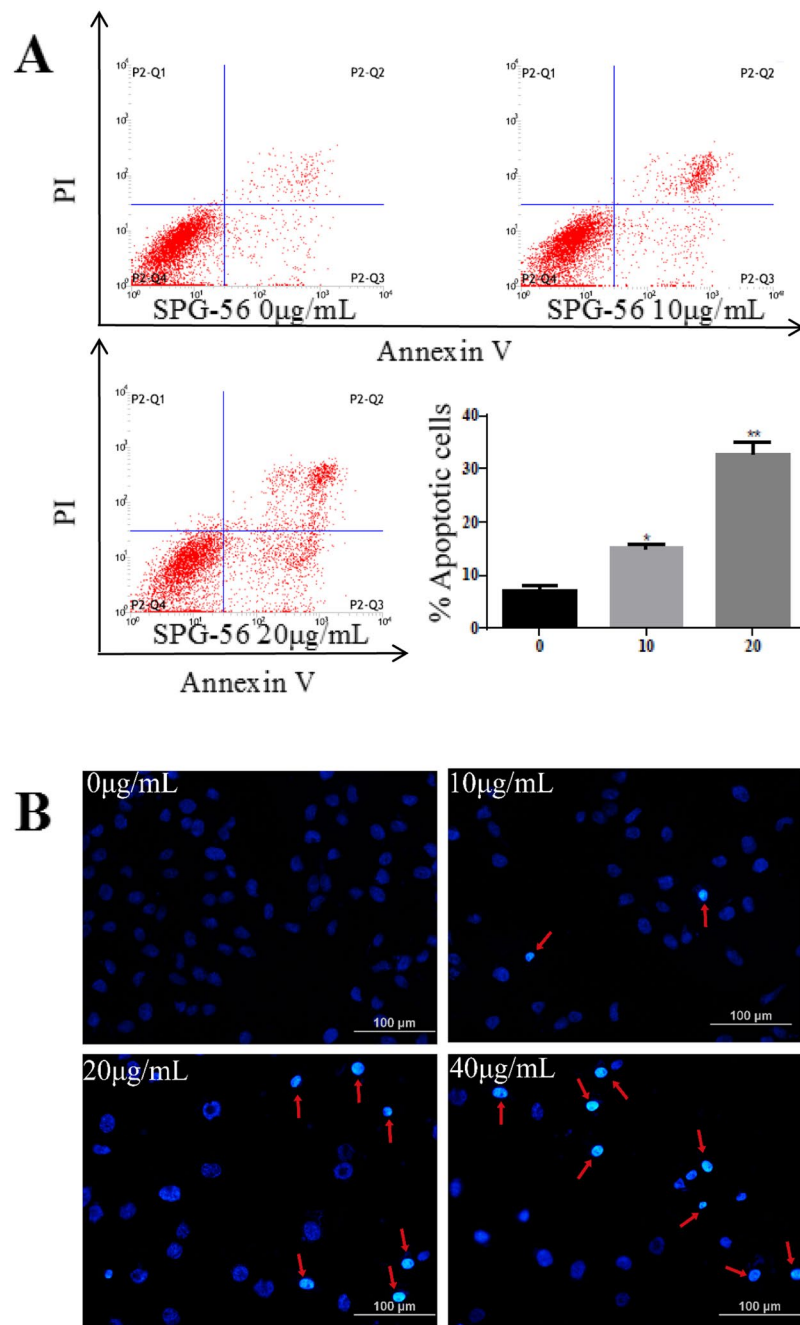 A
P2-Q1
P2-Q2
P2-Q4
P2-Q3
10⁰ 10¹ 10² 10³ 10⁴
10⁰ 10¹ 10² 10³ 10⁴
SPG-56 0μg/mL
P2-Q1
P2-Q2
P2-Q4
P2-Q3
10⁰ 10¹ 10² 10³ 10⁴
10⁰ 10¹ 10² 10³ 10⁴
SPG-56 10μg/mL
PI
Annexin V
P2-Q1
P2-Q2
P2-Q4
P2-Q3
10⁰ 10¹ 10² 10³ 10⁴
10⁰ 10¹ 10² 10³ 10⁴
SPG-56 20μg/mL
PI
Annexin V
% Apoptotic cells
40
30
20
10
0
*
**
0 10 20
B
0μg/mL
100 μm
10μg/mL
100 μm
20μg/mL
100 μm
40μg/mL
100 μm